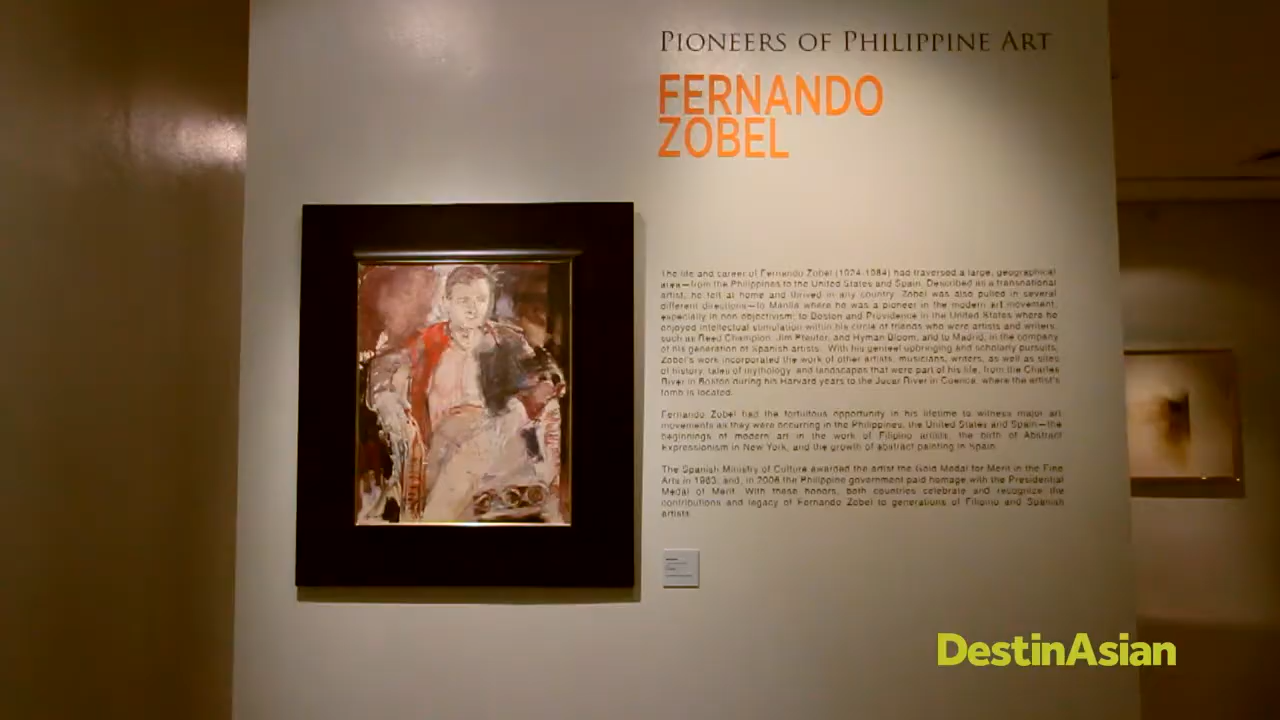 PIONEERS OF PHILIPPINE ART
FERNANDO
ZOBEL
The life and career of Fernando Zobel (1924-1984) had traversed a large, geographical
area—from the Philippines to the United States and Spain. Described as a transnational
artist, he felt at home and thrived in any country. Zobel was also pulled in several
different directions—to Manila where he was a pioneer in the modern art movement,
especially in non objectivism; to Boston and Providence in the United States where he
enjoyed intellectual stimulation within his circle of friends who were artists and writers,
such as Reed Champion, Jim Pfeufer, and Hyman Bloom; and to Madrid, in the company
of his generation of Spanish artists. With his genteel upbringing and scholarly pursuits,
Zobel's work incorporated the work of other artists, musicians, writers, as well as sites
of history, tales of mythology, and landscapes that were part of his life, from the Charles
River in Boston during his Harvard years to the Jucar River in Cuenca, where the artist's
tomb is located.
Fernando Zobel had the fortuitous opportunity in his lifetime to witness major art
movements as they were occurring in the Philippines, the United States and Spain—the
beginnings of modern art in the work of Filipino artists, the birth of Abstract
Expressionism in New York, and the growth of abstract painting in Spain.
The Spanish Ministry of Culture awarded the artist the Gold Medal for Merit in the Fine
Arts in 1983; and, in 2006 the Philippine government paid homage with the Presidential
Medal of Merit. With these honors, both countries celebrate and recognize the
contributions and legacy of Fernando Zobel to generations of Filipino and Spanish
artists.
DestinAsian